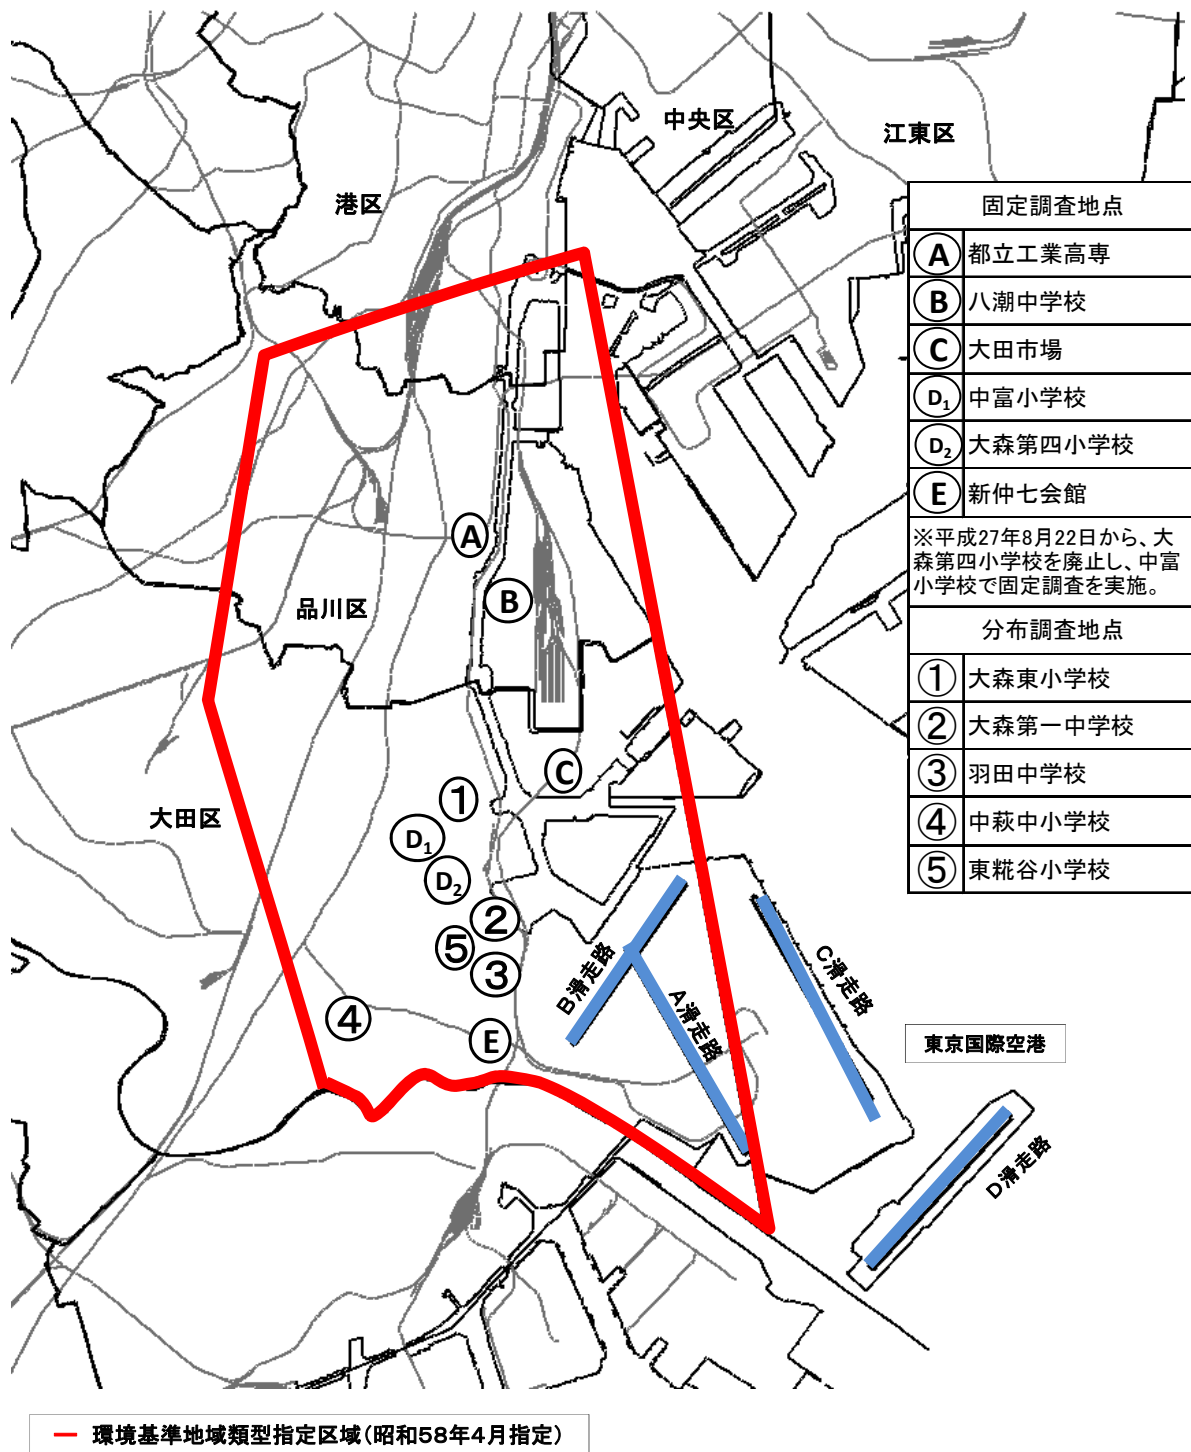 中央区
江東区
港区
品川区
大田区
固定調査地点
A 都立工業高専
B 八潮中学校
C 大田市場
D1 中富小学校
D2 大森第四小学校
E 新仲七会館
※平成27年8月22日から、大
森第四小学校を廃止し、中富
小学校で固定調査を実施。
分布調査地点
① 大森東小学校
② 大森第一中学校
③ 羽田中学校
④ 中萩中小学校
⑤ 東糀谷小学校
A
B
C
1
D1
D2
2
5
3
4
E
B滑走路
A滑走路
C滑走路
東京国際空港
D滑走路
環境基準地域類型指定区域(昭和58年4月指定)